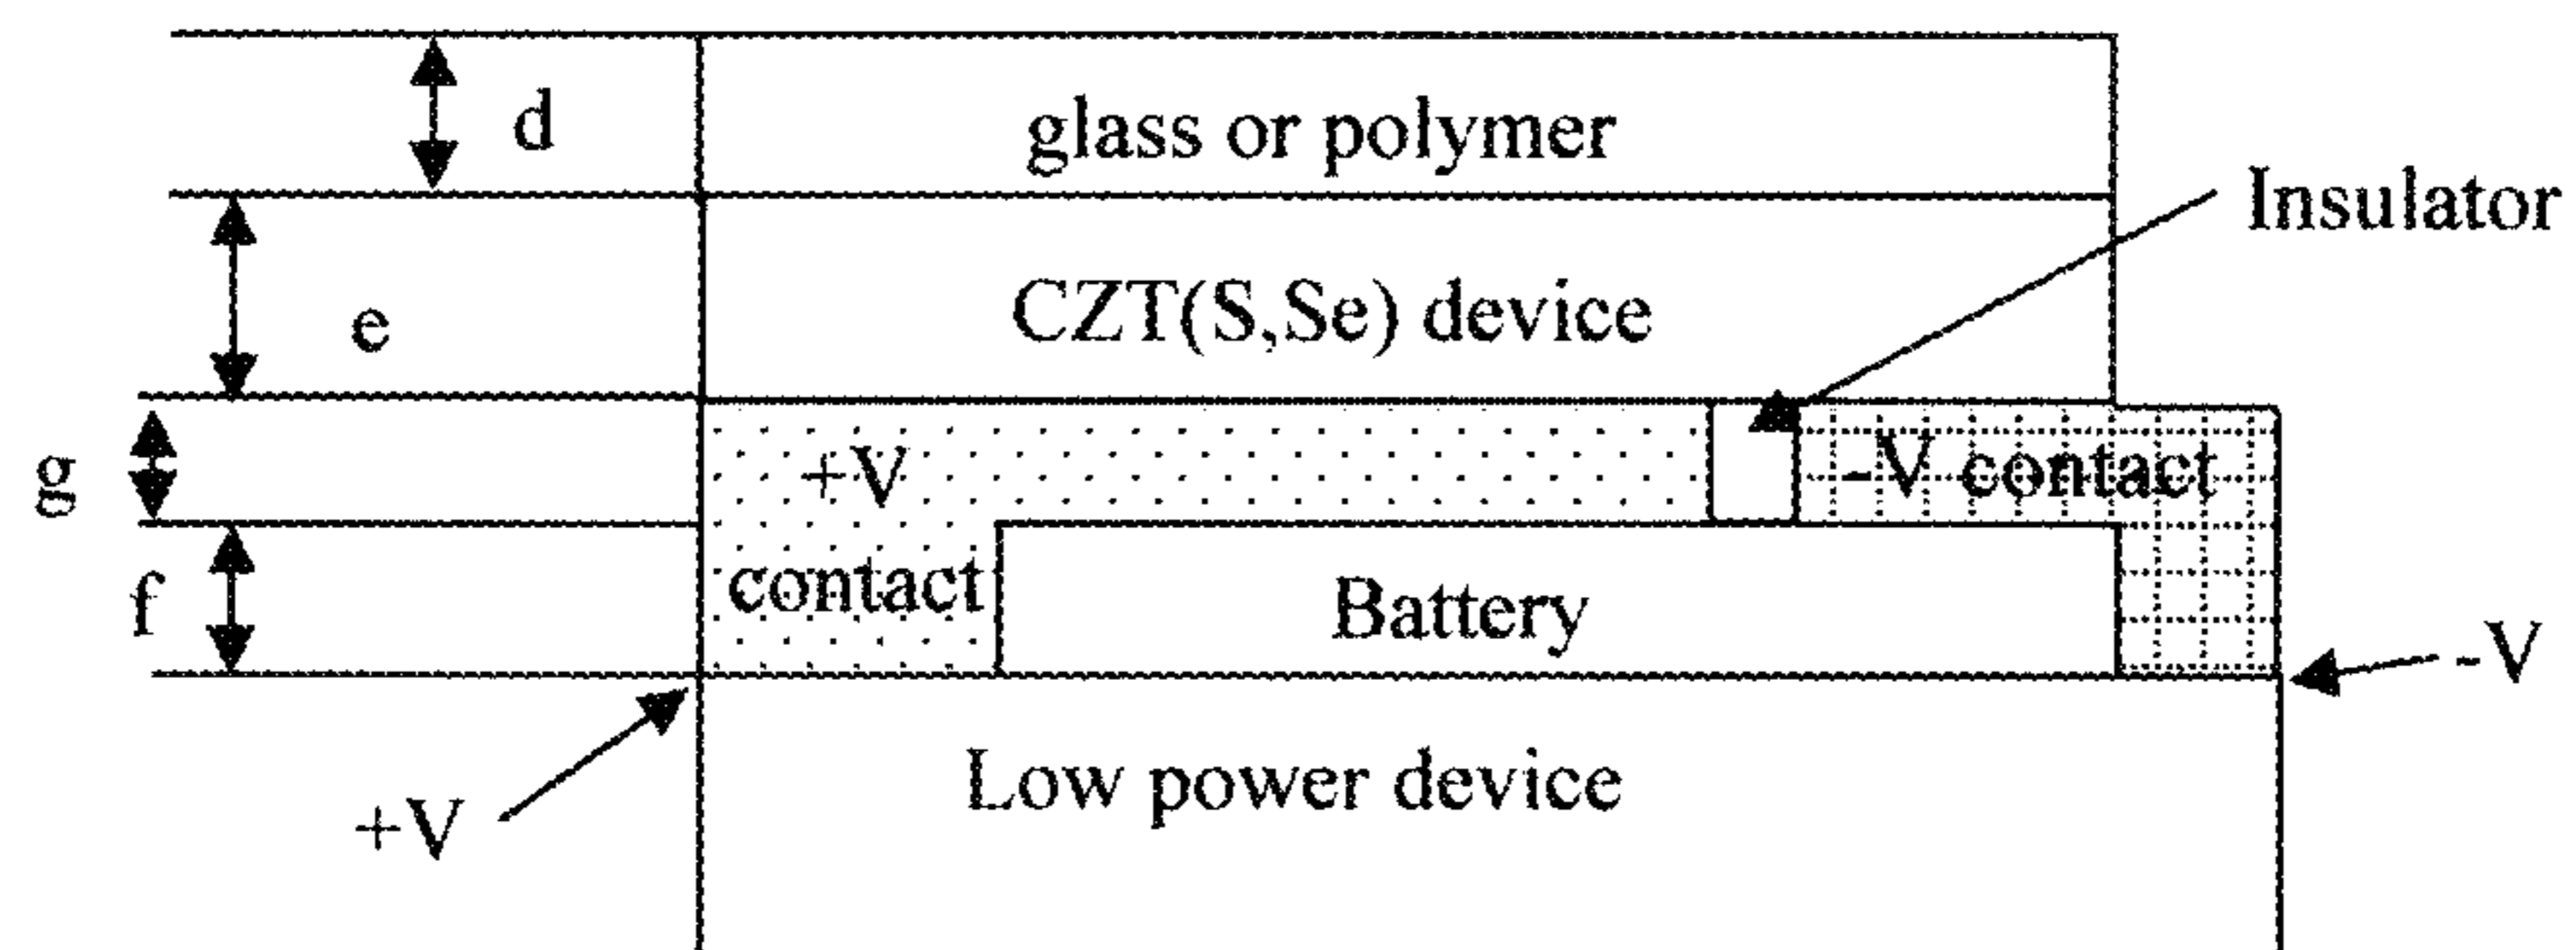 d
glass or polymer
Insulator
e
CZT(S,Se) device
g
+V
-V contact
f
contact
Battery
-V
+V
Low power device